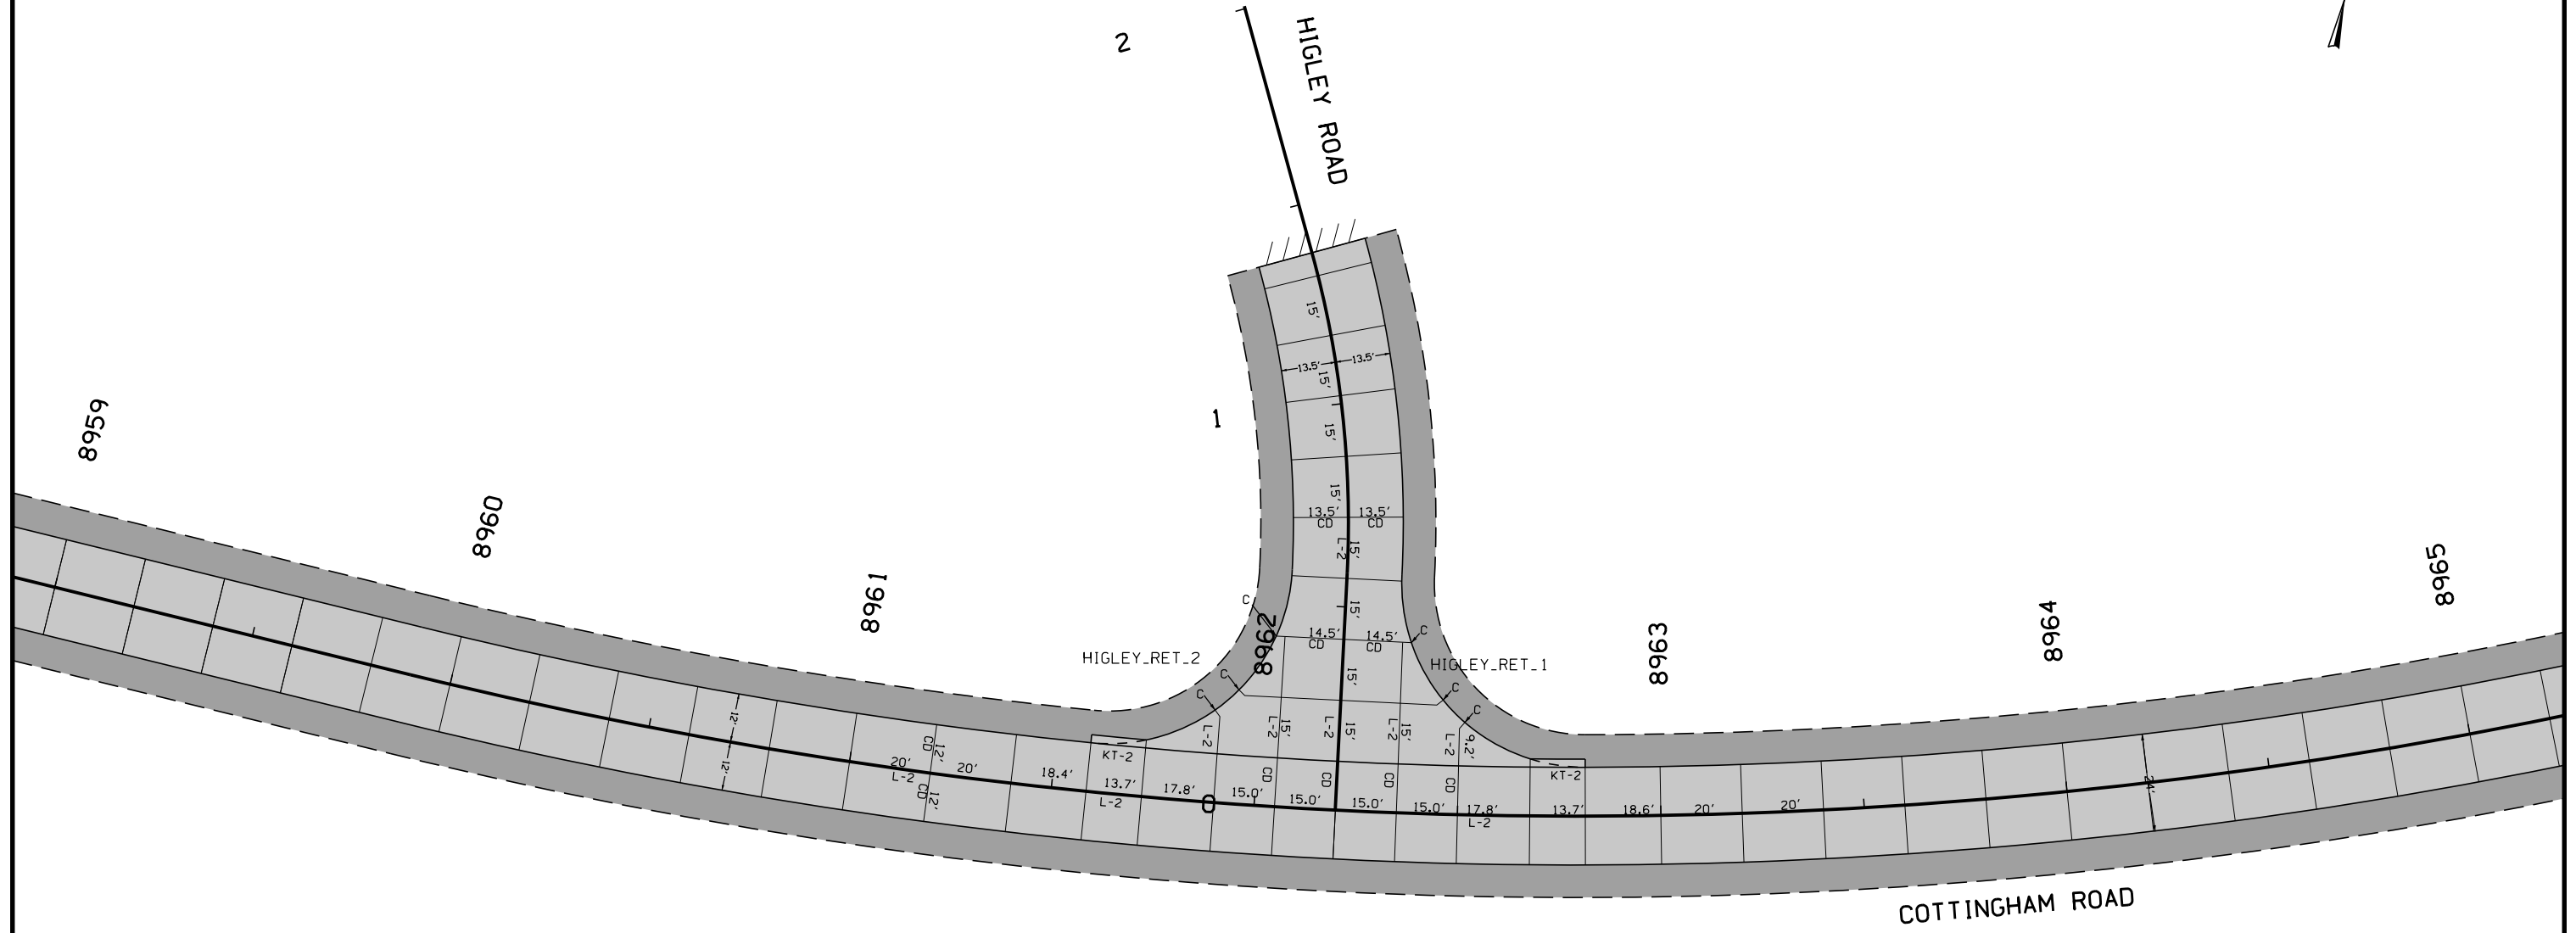 2
HIGLEY ROAD
15'
13.5'
13.5'
15'
1
15'
8959
15'
13.5'
13.5'
CD
CD
8960
L-2
15'
8965
8961
C
15'
8962
14.5'
14.5'
CD
CD
C
8963
8964
HIGLEY_RET_2
HIGLEY_RET_1
C
C
15'
C
C
12'
12'
L-2
L-2
15'
L-2
15'
L-2
15'
L-2
9.2'
CD
12'
20'
L-2
CD
12'
20'
18.4'
KT-2
13.7'
L-2
17.8'
0
15.0'
CD
15.0'
CD
15.0'
CD
15.0'
CD
17.8'
L-2
KT-2
13.7'
18.6'
20'
20'
24'
COTTINGHAM ROAD